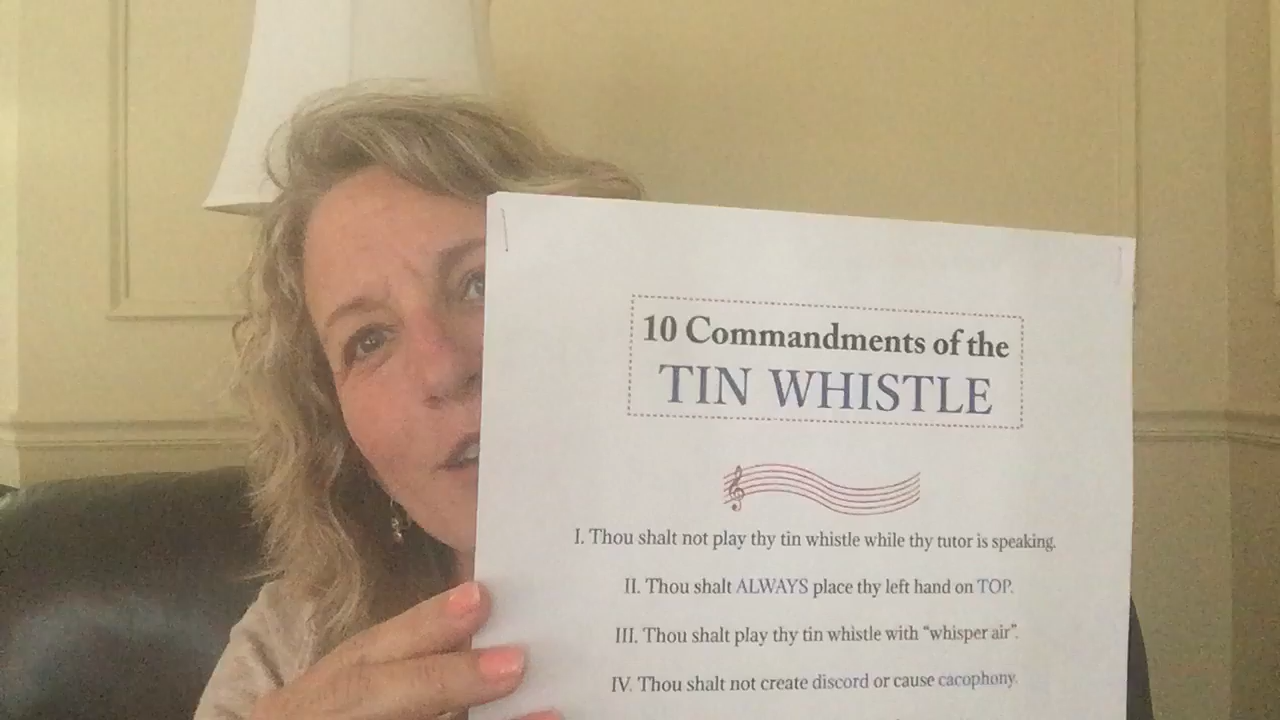 10 Commandments of the
TIN WHISTLE
I. Thou shalt not play thy tin whistle while thy tutor is speaking.
II. Thou shalt ALWAYS place thy left hand on TOP.
III. Thou shalt play thy tin whistle with “whisper air”.
IV. Thou shalt not create discord or cause cacophony.